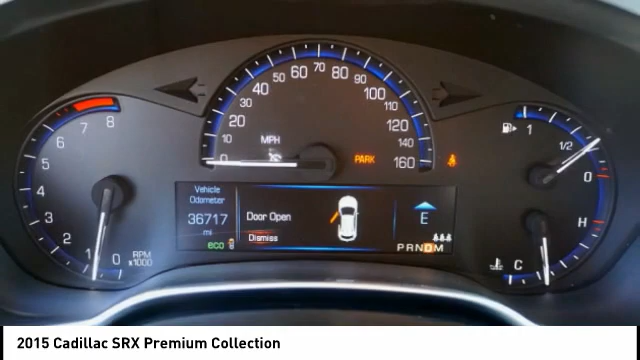 60 70 80
50 90
40 100
30 110
20 120
10 140
0 160
MPH
PARK
8
7
6
5
4
3
2
1
0
RPM
x1000
1
1/2
0
H
C
Vehicle
Odometer
36717
mi
eco
Door Open
Dismiss
E
PRNDM
2015 Cadillac SRX Premium Collection